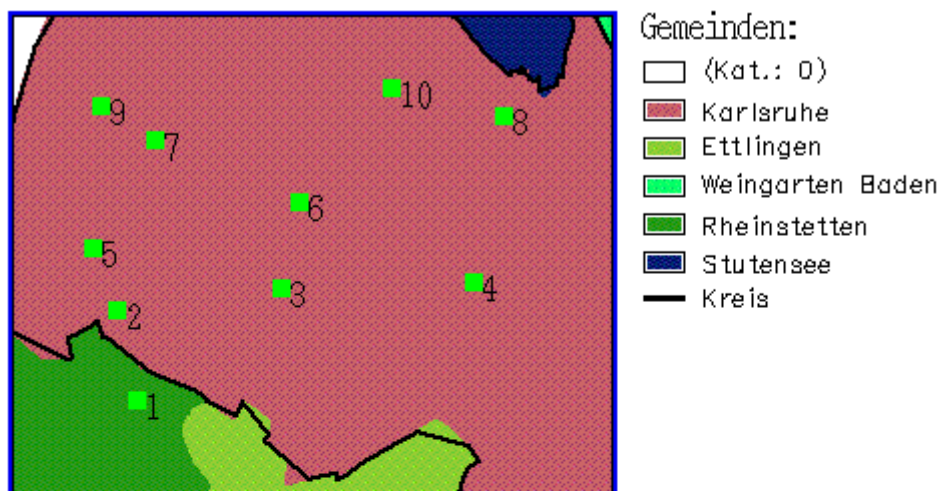 10
9
8
7
6
5
4
3
2
1
Gemeinden:
(Kat.: 0)
Karlsruhe
Ettlingen
Weingarten Baden
Rheinstetten
Stutensee
Kreis